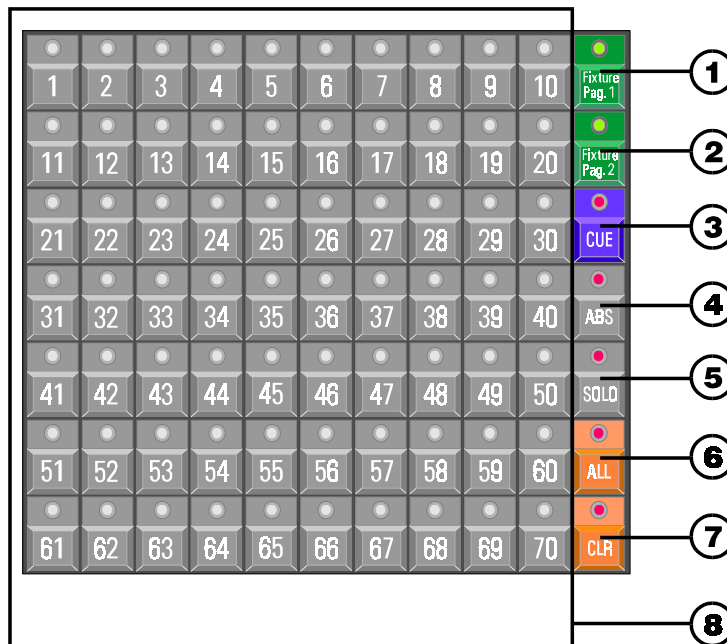 1 2 3 4 5 6 7 8 9 10 Fixture
Pag. 1
1
11 12 13 14 15 16 17 18 19 20 Fixture
Pag. 2
2
21 22 23 24 25 26 27 28 29 30 CUE 3
31 32 33 34 35 36 37 38 39 40 ABS 4
41 42 43 44 45 46 47 48 49 50 SOLO 5
51 52 53 54 55 56 57 58 59 60 ALL 6
61 62 63 64 65 66 67 68 69 70 CLR 7
8